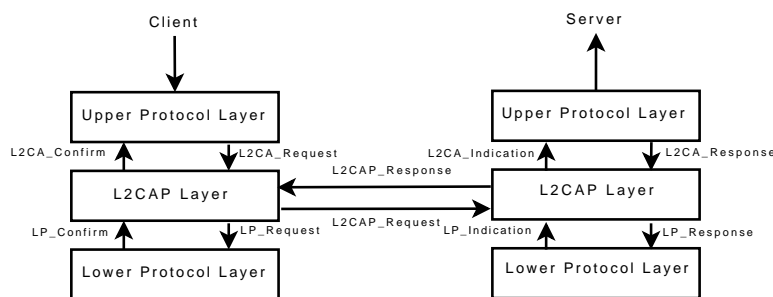 Client
Server
Upper Protocol Layer
Upper Protocol Layer
L2CA_Confirm
L2CA_Request
L2CA_Indication
L2CA_Response
L2CAP_Response
L2CAP Layer
L2CAP Layer
L2CAP_Request
LP_Confirm
LP_Request
LP_Indication
LP_Response
Lower Protocol Layer
Lower Protocol Layer